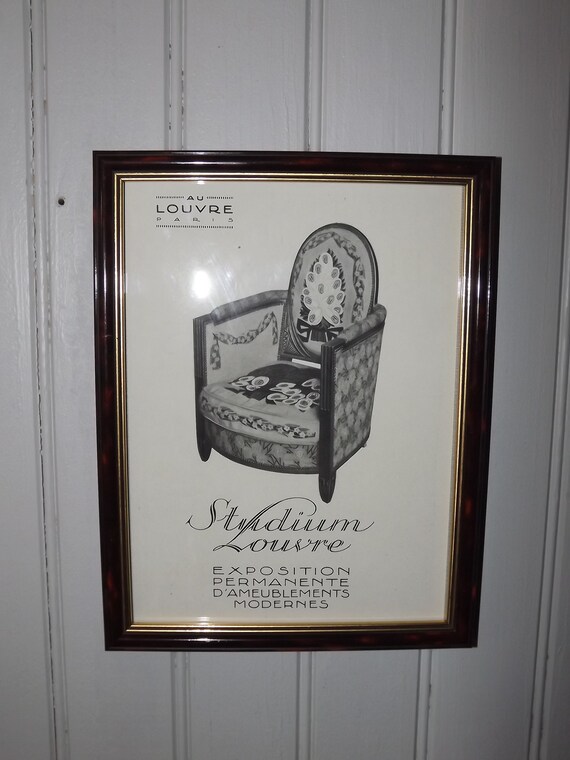 AU
LOUVRE
PARIS
Studium
Louvre
EXPOSITION
PERMANENTE
D'AMEUBLEMENTS
MODERNES